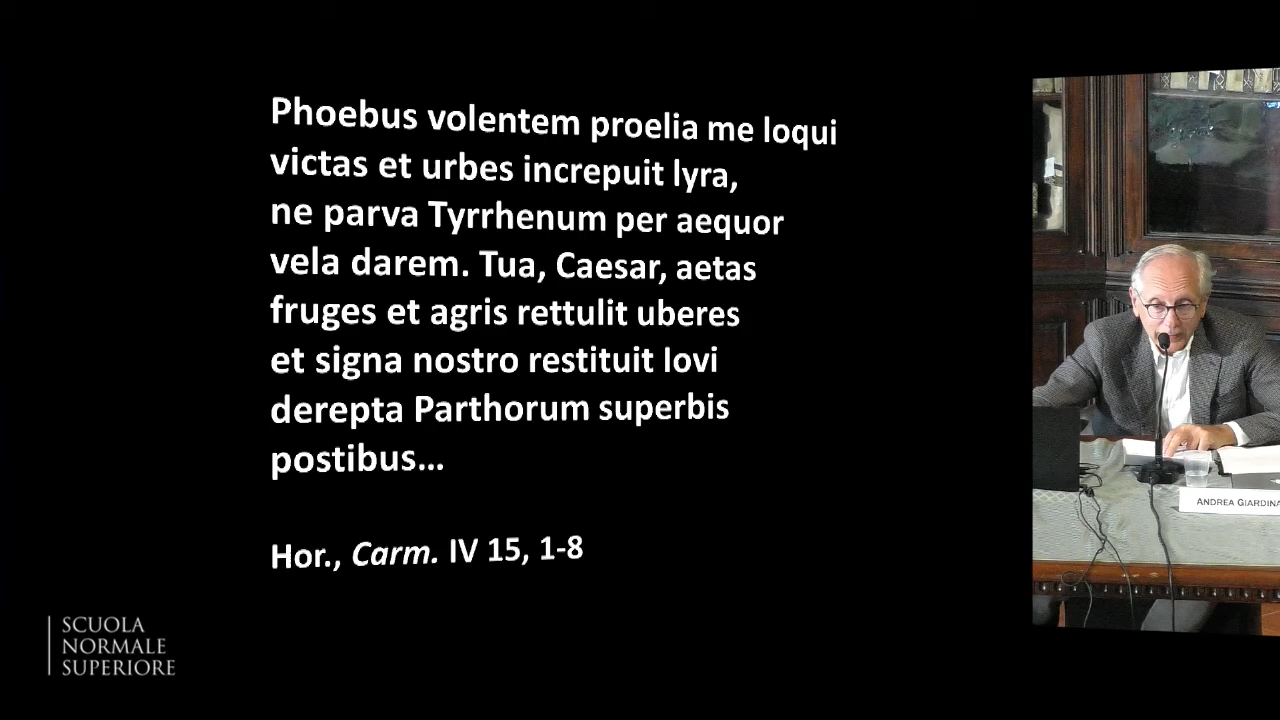 Phoebus volentem proelia me loqui
victas et urbes increpuit lyra,
ne parva Tyrrhenum per aequor
vela darem. Tua, Caesar, aetas
fruges et agris rettulit uberes
et signa nostro restituit Iovi
derepta Parthorum superbis
postibus...
Hor., Carm. IV 15, 1-8
SCUOLA
NORMALE
SUPERIORE
ANDREA GIARDINA